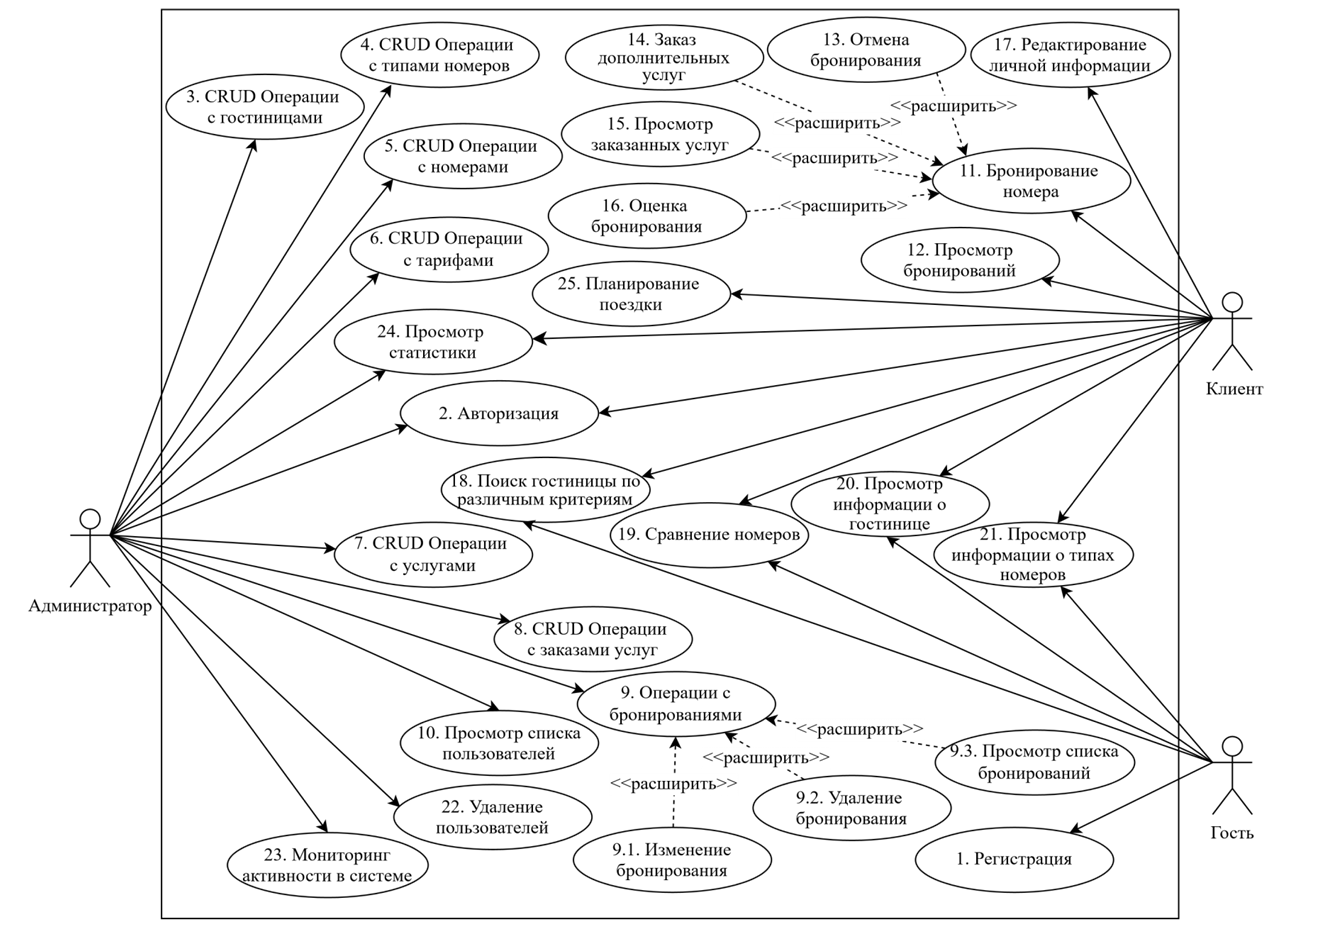 4. CRUD Операции
с типами номеров
14. Заказ
дополнительных
услуг
13. Отмена
бронирования
17. Редактирование
личной информации
3. CRUD Операции
с гостиницами
<<расширить>>
<<расширить>>
15. Просмотр
заказанных услуг
<<расширить>>
5. CRUD Операции
с номерами
11. Бронирование
номера
16. Оценка
бронирования
<<расширить>>
6. CRUD Операции
с тарифами
12. Просмотр
бронирований
25. Планирование
поездки
24. Просмотр
статистики
Клиент
2. Авторизация
18. Поиск гостиницы по
различным критериям
20. Просмотр
информации о
гостинице
19. Сравнение номеров
21. Просмотр
информации о типах
номеров
7. CRUD Операции
с услугами
Администратор
8. CRUD Операции
с заказами услуг
9. Операции с
бронированиями
<<расширить>>
10. Просмотр списка
пользователей
<<расширить>>
9.3. Просмотр списка
бронирований
<<расширить>>
22. Удаление
пользователей
9.2. Удаление
бронирования
Гость
23. Мониторинг
активности в системе
9.1. Изменение
бронирования
1. Регистрация